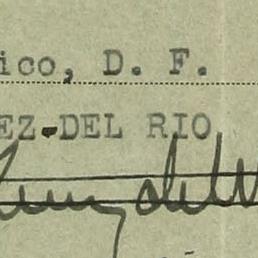 ico, D. F.
EZ-DEL RIO